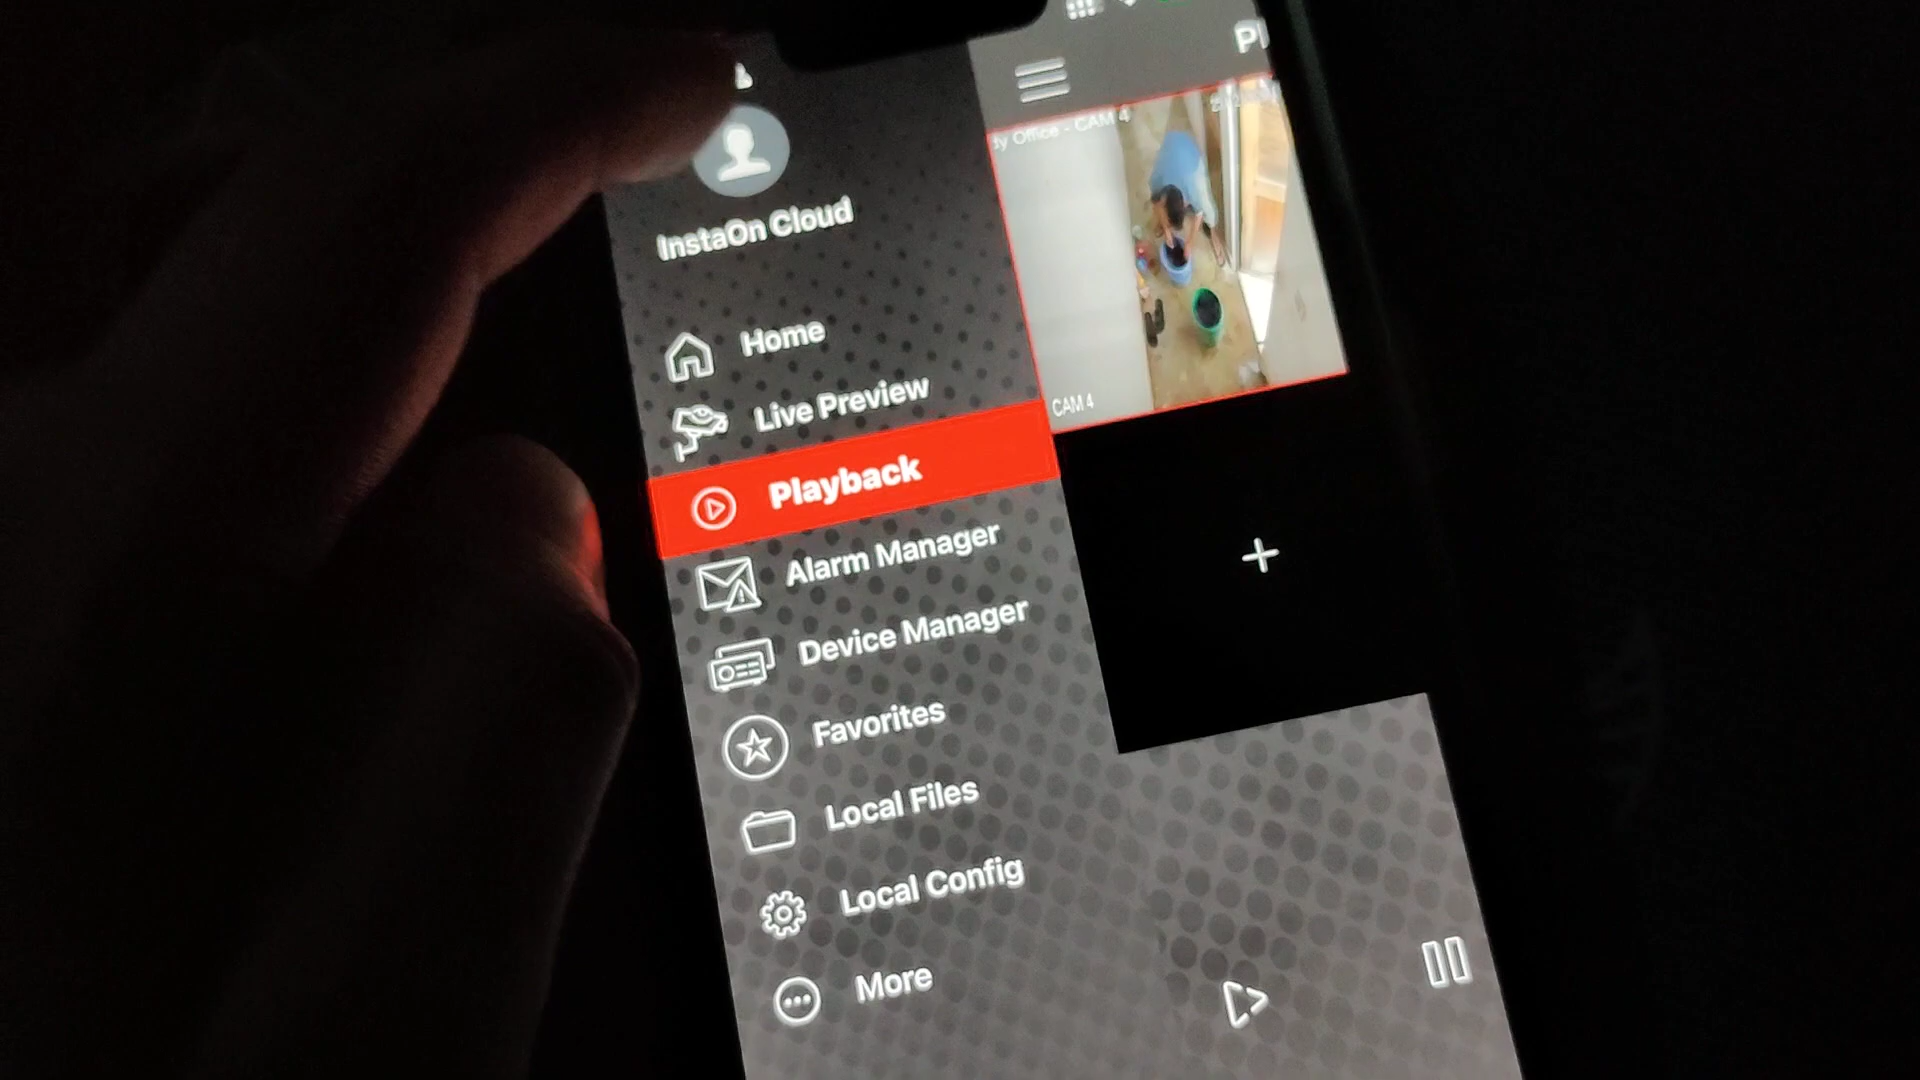 InstaOn Cloud
Home
Live Preview
Playback
Alarm Manager
Device Manager
Favorites
Local Files
Local Config
More
Office - CAM 4
CAM 4